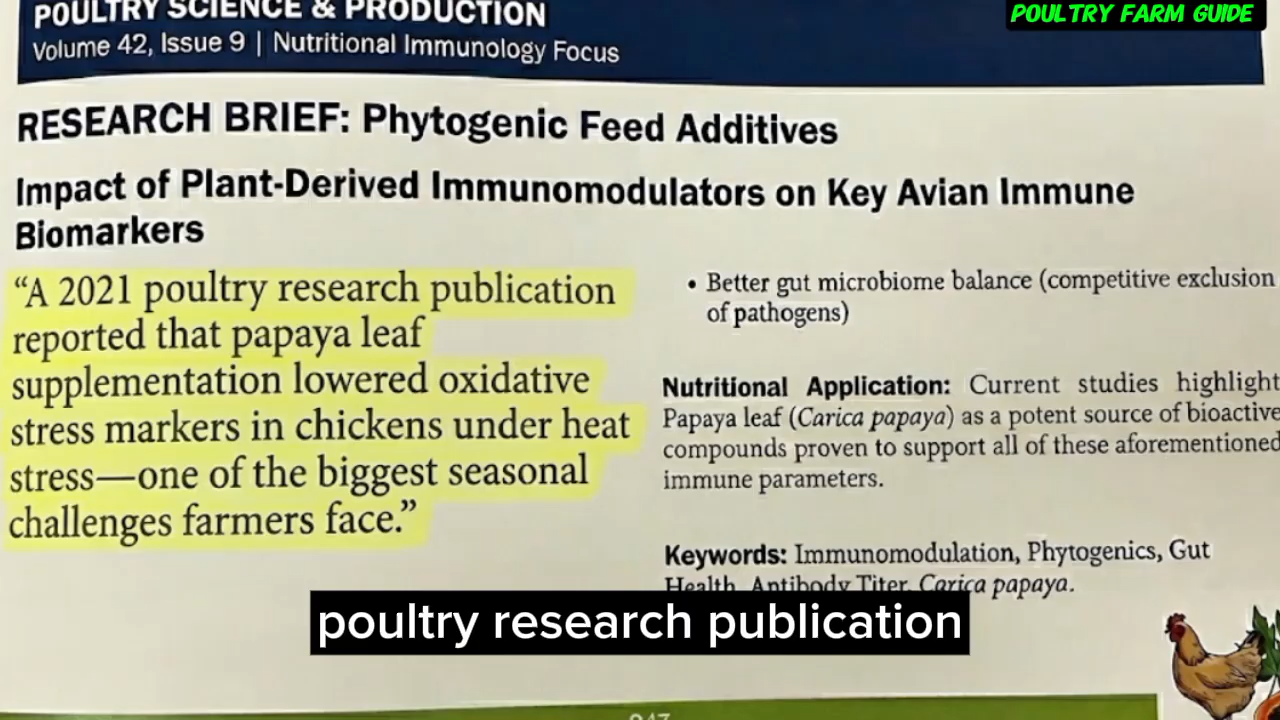 POULTRY SCIENCE & PRODUCTION
POULTRY FARM GUIDE
Volume 42, Issue 9 | Nutritional Immunology Focus
RESEARCH BRIEF: Phytogenic Feed Additives
Impact of Plant-Derived Immunomodulators on Key Avian Immune
Biomarkers
“A 2021 poultry research publication
reported that papaya leaf
supplementation lowered oxidative
stress markers in chickens under heat
stress—one of the biggest seasonal
challenges farmers face.”
• Better gut microbiome balance (competitive exclusion
of pathogens)
Nutritional Application: Current studies highlight
Papaya leaf (Carica papaya) as a potent source of bioactive
compounds proven to support all of these aforementioned
immune parameters.
Keywords: Immunomodulation, Phytogenics, Gut
Health, Antibody Titer, Carica papaya.
poultry research publication